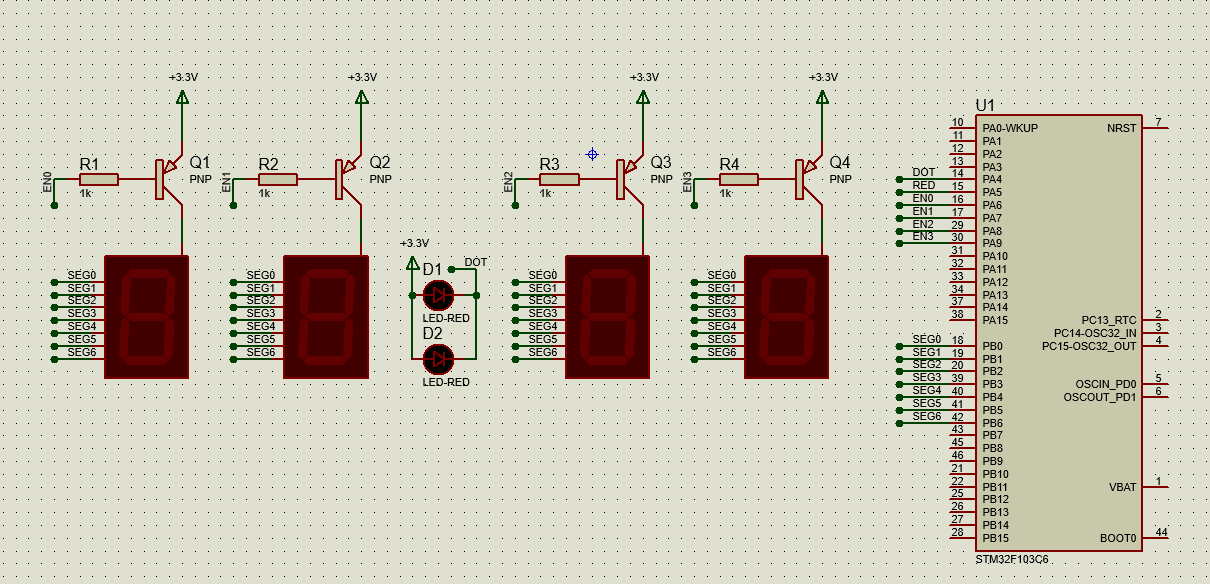 +3.3V
+3.3V
+3.3V
+3.3V
R1
1k
EN0
Q1
PNP
R2
1k
EN1
Q2
PNP
R3
1k
EN2
Q3
PNP
R4
1k
EN3
Q4
PNP
SEG0
SEG1
SEG2
SEG3
SEG4
SEG5
SEG6
SEG0
SEG1
SEG2
SEG3
SEG4
SEG5
SEG6
+3.3V
D1
DOT
LED-RED
D2
LED-RED
SEG0
SEG1
SEG2
SEG3
SEG4
SEG5
SEG6
SEG0
SEG1
SEG2
SEG3
SEG4
SEG5
SEG6
U1
10 PA0-WKUP
11 PA1
12 PA2
13 PA3
DOT 14 PA4
RED 15 PA5
EN0 16 PA6
EN1 17 PA7
EN2 29 PA8
EN3 30 PA9
31 PA10
32 PA11
33 PA12
34 PA13
37 PA14
38 PA15
SEG0 18 PB0
SEG1 19 PB1
SEG2 20 PB2
SEG3 39 PB3
SEG4 40 PB4
SEG5 41 PB5
SEG6 42 PB6
43 PB7
45 PB8
46 PB9
21 PB10
22 PB11
25 PB12
26 PB13
27 PB14
28 PB15
NRST 7
PC13_RTC 2
PC14-OSC32_IN 3
PC15-OSC32_OUT 4
OSCIN_PD0 5
OSCOUT_PD1 6
VBAT 1
BOOT0 44
STM32F103C6